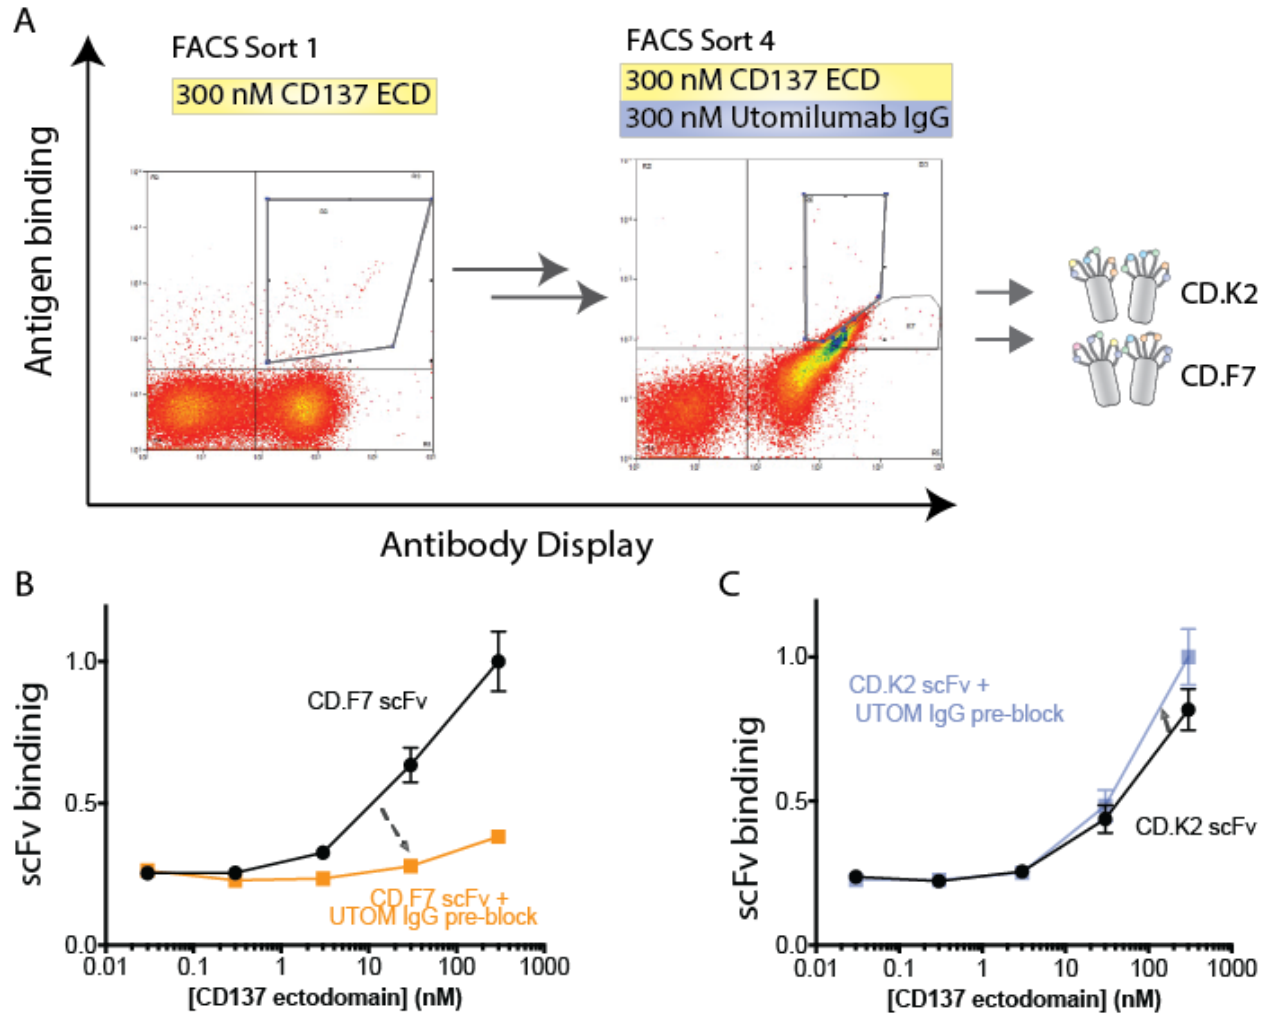 A
FACS Sort 1
300 nM CD137 ECD
FACS Sort 4
300 nM CD137 ECD
300 nM Utomilumab IgG
Antigen binding
CD.K2
CD.F7
Antibody Display
B
scFv bindinig
1.0
0.5
0.0
CD.F7 scFv
CD.F7 scFv +
UTOM IgG pre-block
0.01 0.1 1 10 100 1000
[CD137 ectodomain] (nM)
C
scFv bindinig
1.0
0.5
0.0
CD.K2 scFv +
UTOM IgG pre-block
CD.K2 scFv
0.01 0.1 1 10 100 1000
[CD137 ectodomain] (nM)